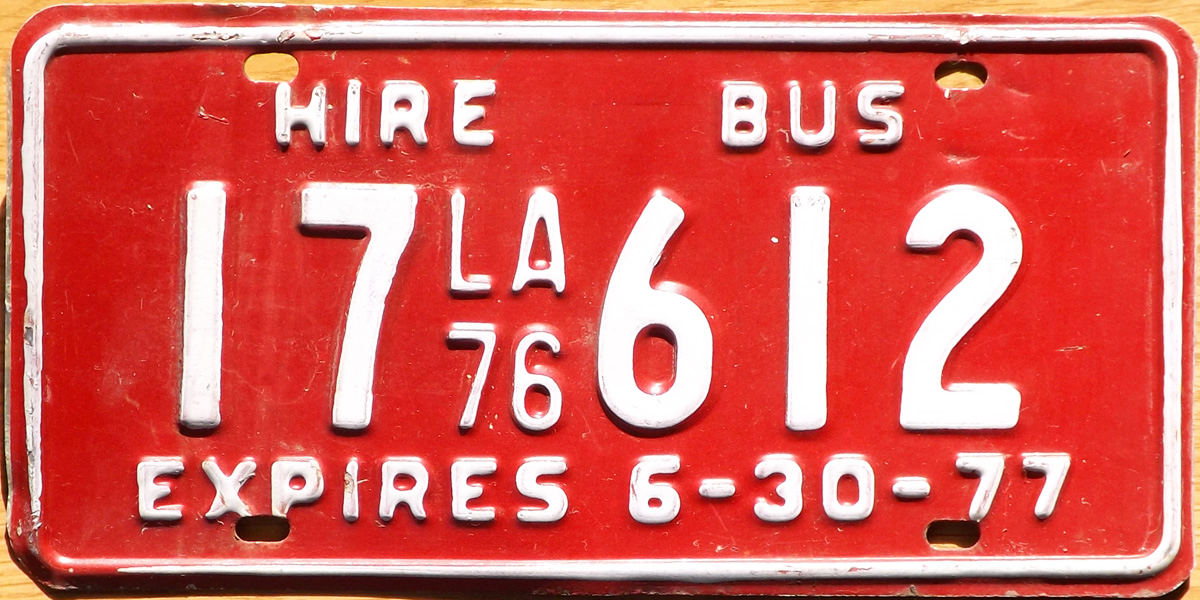 HIRE BUS
17 LA 76 612
EXPIRES 6-30-77